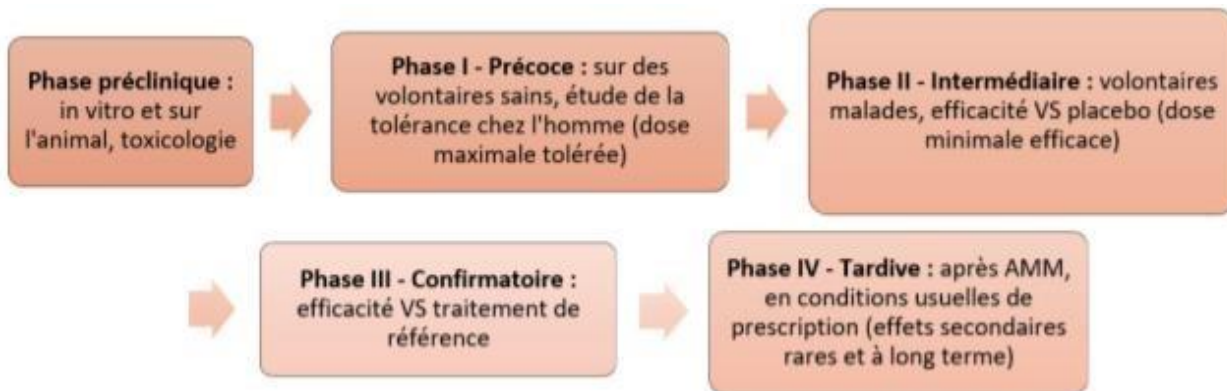 Phase préclinique :
in vitro et sur
l'animal, toxicologie
Phase I - Précoce : sur des
volontaires sains, étude de la
tolérance chez l'homme (dose
maximale tolérée)
Phase II - Intermédiaire : volontaires
malades, efficacité VS placebo (dose
minimale efficace)
Phase III - Confirmatoire :
efficacité VS traitement de
référence
Phase IV - Tardive : après AMM,
en conditions usuelles de
prescription (effets secondaires
rares et à long terme)